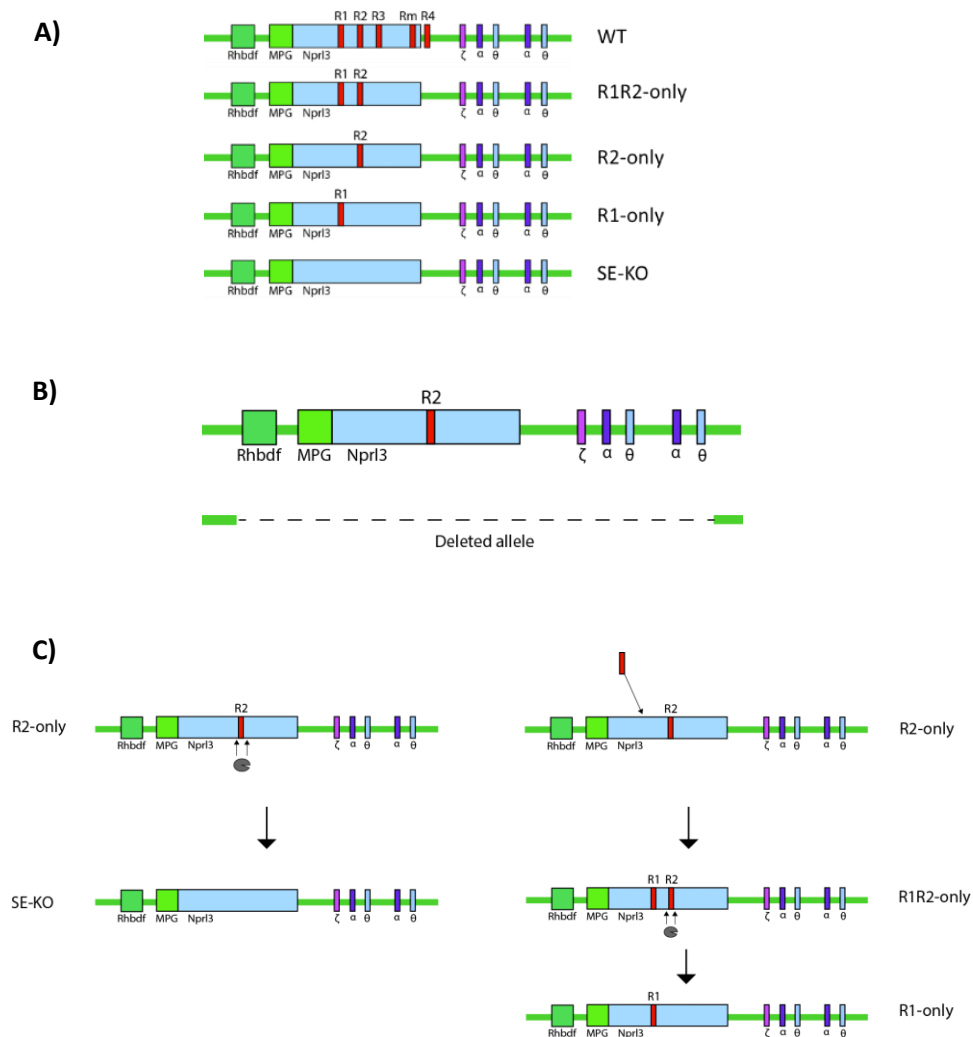 A)
R1 R2 R3 Rm R4
WT
Rhbdf MPG Nprl3 ζ α θ α θ
R1 R2
R1R2-only
Rhbdf MPG Nprl3 ζ α θ α θ
R2
R2-only
Rhbdf MPG Nprl3 ζ α θ α θ
R1
R1-only
Rhbdf MPG Nprl3 ζ α θ α θ
SE-KO
Rhbdf MPG Nprl3 ζ α θ α θ
B)
R2
Rhbdf MPG Nprl3 ζ α θ α θ
Deleted allele
C)
R2-only
R2
Rhbdf MPG Nprl3 ζ α θ α θ
SE-KO
Rhbdf MPG Nprl3 ζ α θ α θ
R2
R2-only
Rhbdf MPG Nprl3 ζ α θ α θ
R1 R2
R1R2-only
Rhbdf MPG Nprl3 ζ α θ α θ
R1
R1-only
Rhbdf MPG Nprl3 ζ α θ α θ